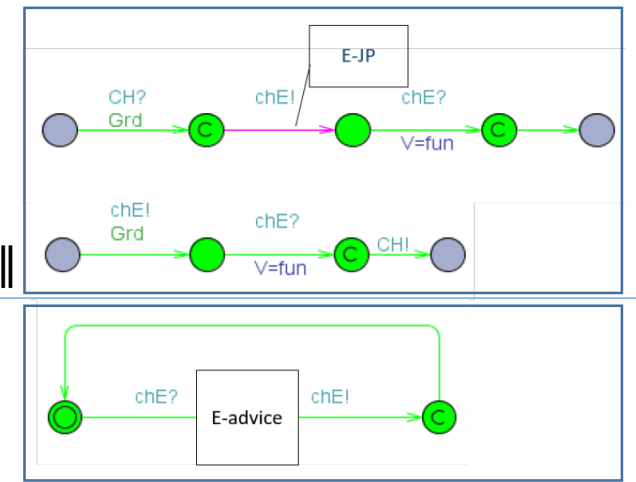 E-JP
CH? chE! chE?
Grd
C C
V=fun
chE! chE?
Grd
C CH!
V=fun
chE? chE!
E-advice C